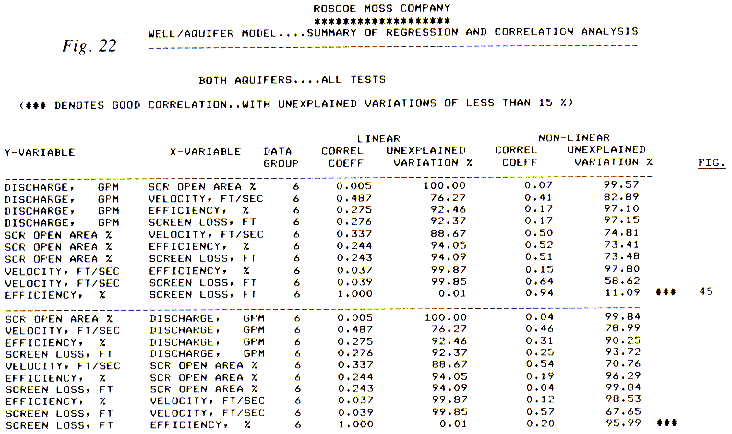 ROSCOE MOSS COMPANY
*******************
Fig. 22
WELL/AQUIFER MODEL....SUMMARY OF REGRESSION AND CORRELATION ANALYSIS
BOTH AQUIFERS....ALL TESTS
(*** DENOTES GOOD CORRELATION..WITH UNEXPLAINED VARIATIONS OF LESS THAN 15 %)
LINEAR NON-LINEAR
Y-VARIABLE X-VARIABLE DATA CORREL UNEXPLAINED CORREL UNEXPLAINED FIG.
GROUP COEFF VARIATION % COEFF VARIATION %
DISCHARGE, GPM SCR OPEN AREA % 6 0.005 100.00 0.07 99.57
DISCHARGE, GPM VELOCITY, FT/SEC 6 0.487 76.27 0.41 82.89
DISCHARGE, GPM EFFICIENCY, % 6 0.275 92.46 0.17 97.10
DISCHARGE, GPM SCREEN LOSS, FT 6 0.276 92.37 0.17 97.15
SCR OPEN AREA % VELOCITY, FT/SEC 6 0.337 88.67 0.50 74.81
SCR OPEN AREA % EFFICIENCY, % 6 0.244 94.05 0.52 73.41
SCR OPEN AREA % SCREEN LOSS, FT 6 0.243 94.09 0.51 73.48
VELOCITY, FT/SEC EFFICIENCY, % 6 0.037 99.87 0.15 97.80
VELOCITY, FT/SEC SCREEN LOSS, FT 6 0.039 99.85 0.64 58.62
EFFICIENCY, % SCREEN LOSS, FT 6 1.000 0.01 0.94 11.09 *** 45
SCR OPEN AREA % DISCHARGE, GPM 6 0.005 100.00 0.04 99.84
VELOCITY, FT/SEC DISCHARGE, GPM 6 0.487 76.27 0.46 78.99
EFFICIENCY, % DISCHARGE, GPM 6 0.275 92.46 0.31 90.25
SCREEN LOSS, FT DISCHARGE, GPM 6 0.276 92.37 0.25 93.72
VELOCITY, FT/SEC SCR OPEN AREA % 6 0.337 88.67 0.54 70.76
EFFICIENCY, % SCR OPEN AREA % 6 0.244 94.05 0.19 96.29
SCREEN LOSS, FT SCR OPEN AREA % 6 0.243 94.09 0.04 99.84
EFFICIENCY, % VELOCITY, FT/SEC 6 0.037 99.87 0.12 98.53
SCREEN LOSS, FT VELOCITY, FT/SEC 6 0.039 99.85 0.57 67.65
SCREEN LOSS, FT EFFICIENCY, % 6 1.000 0.01 0.20 95.99 ***